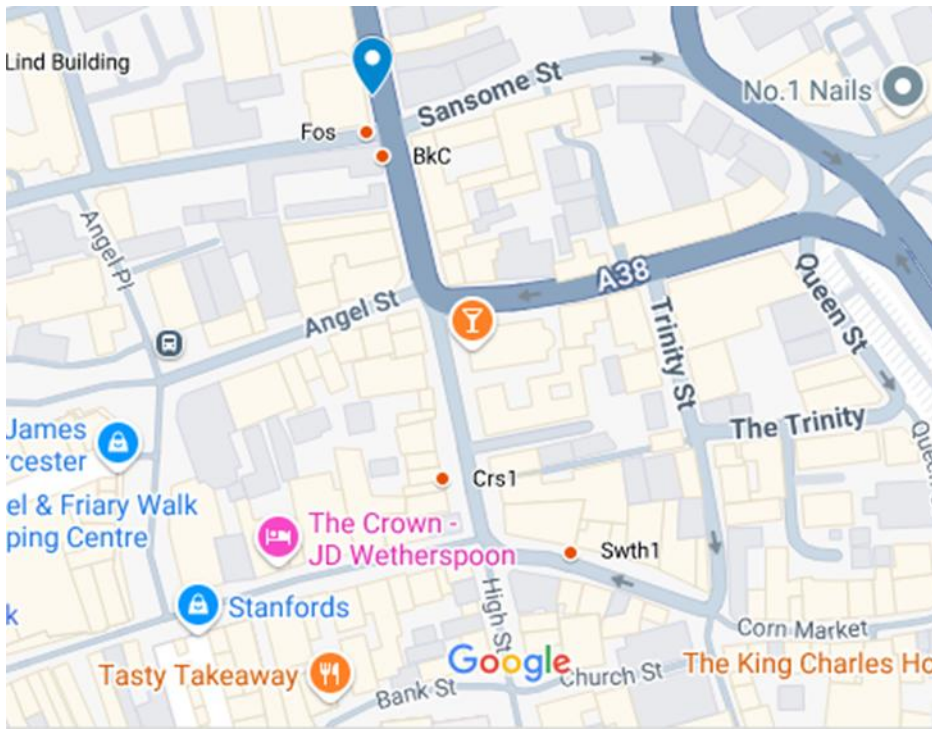 Lind Building
Sansome St
No.1 Nails
Fos
BkC
Angel Pl
A38
Angel St
Queen St
Trinity St
James
rcester
The Trinity
Crs1
el & Friary Walk
ping Centre
The Crown -
JD Wetherspoon
Swth1
k
Stanfords
High St
Corn Market
Google
Tasty Takeaway
Bank St
Church St
The King Charles Ho